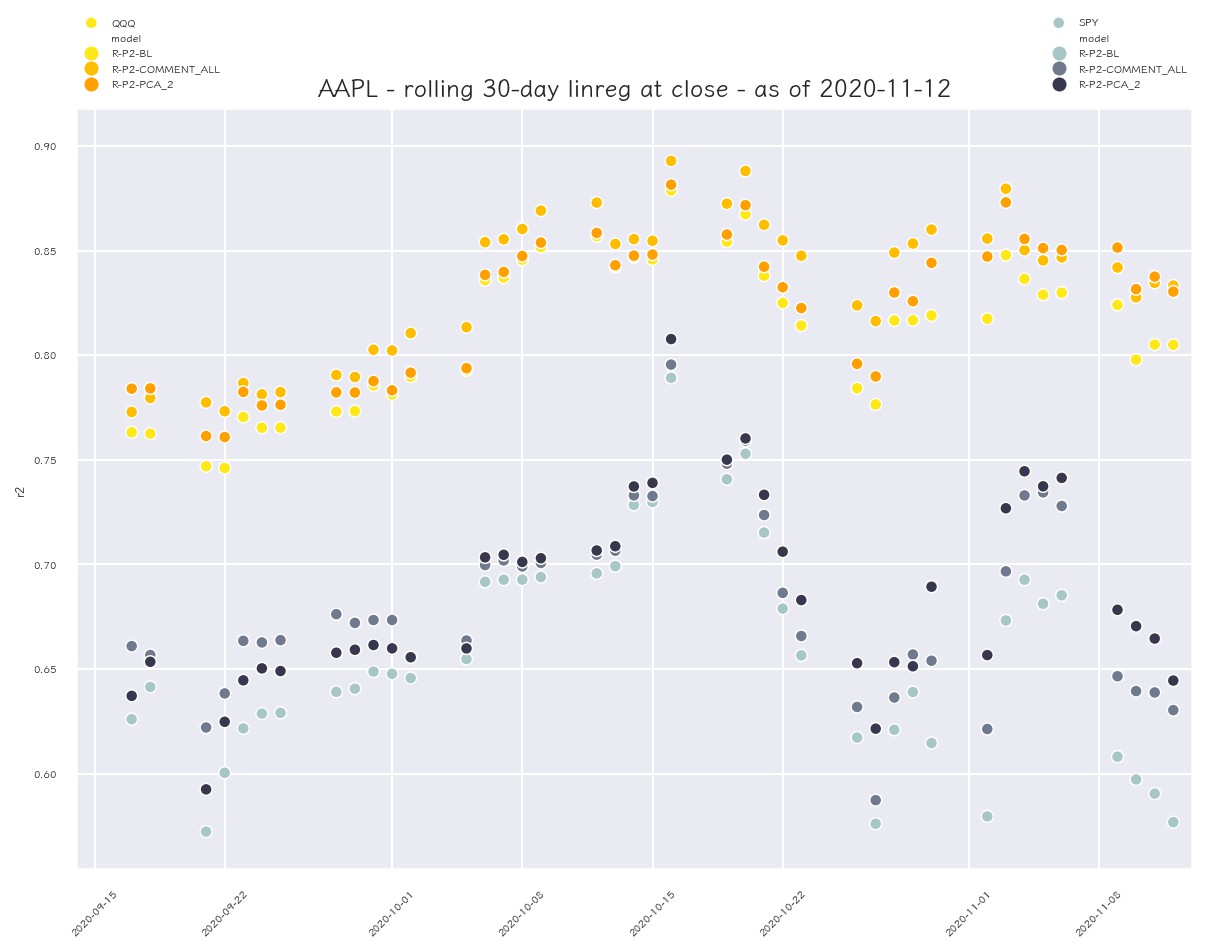 QQQ
model
R-P2-BL
R-P2-COMMENT_ALL
R-P2-PCA_2
SPY
model
R-P2-BL
R-P2-COMMENT_ALL
R-P2-PCA_2
AAPL - rolling 30-day linreg at close - as of 2020-11-12
0.90
0.85
0.80
0.75
0.70
0.65
0.60
r2
2020-09-15
2020-09-22
2020-10-01
2020-10-08
2020-10-15
2020-10-22
2020-11-01
2020-11-08